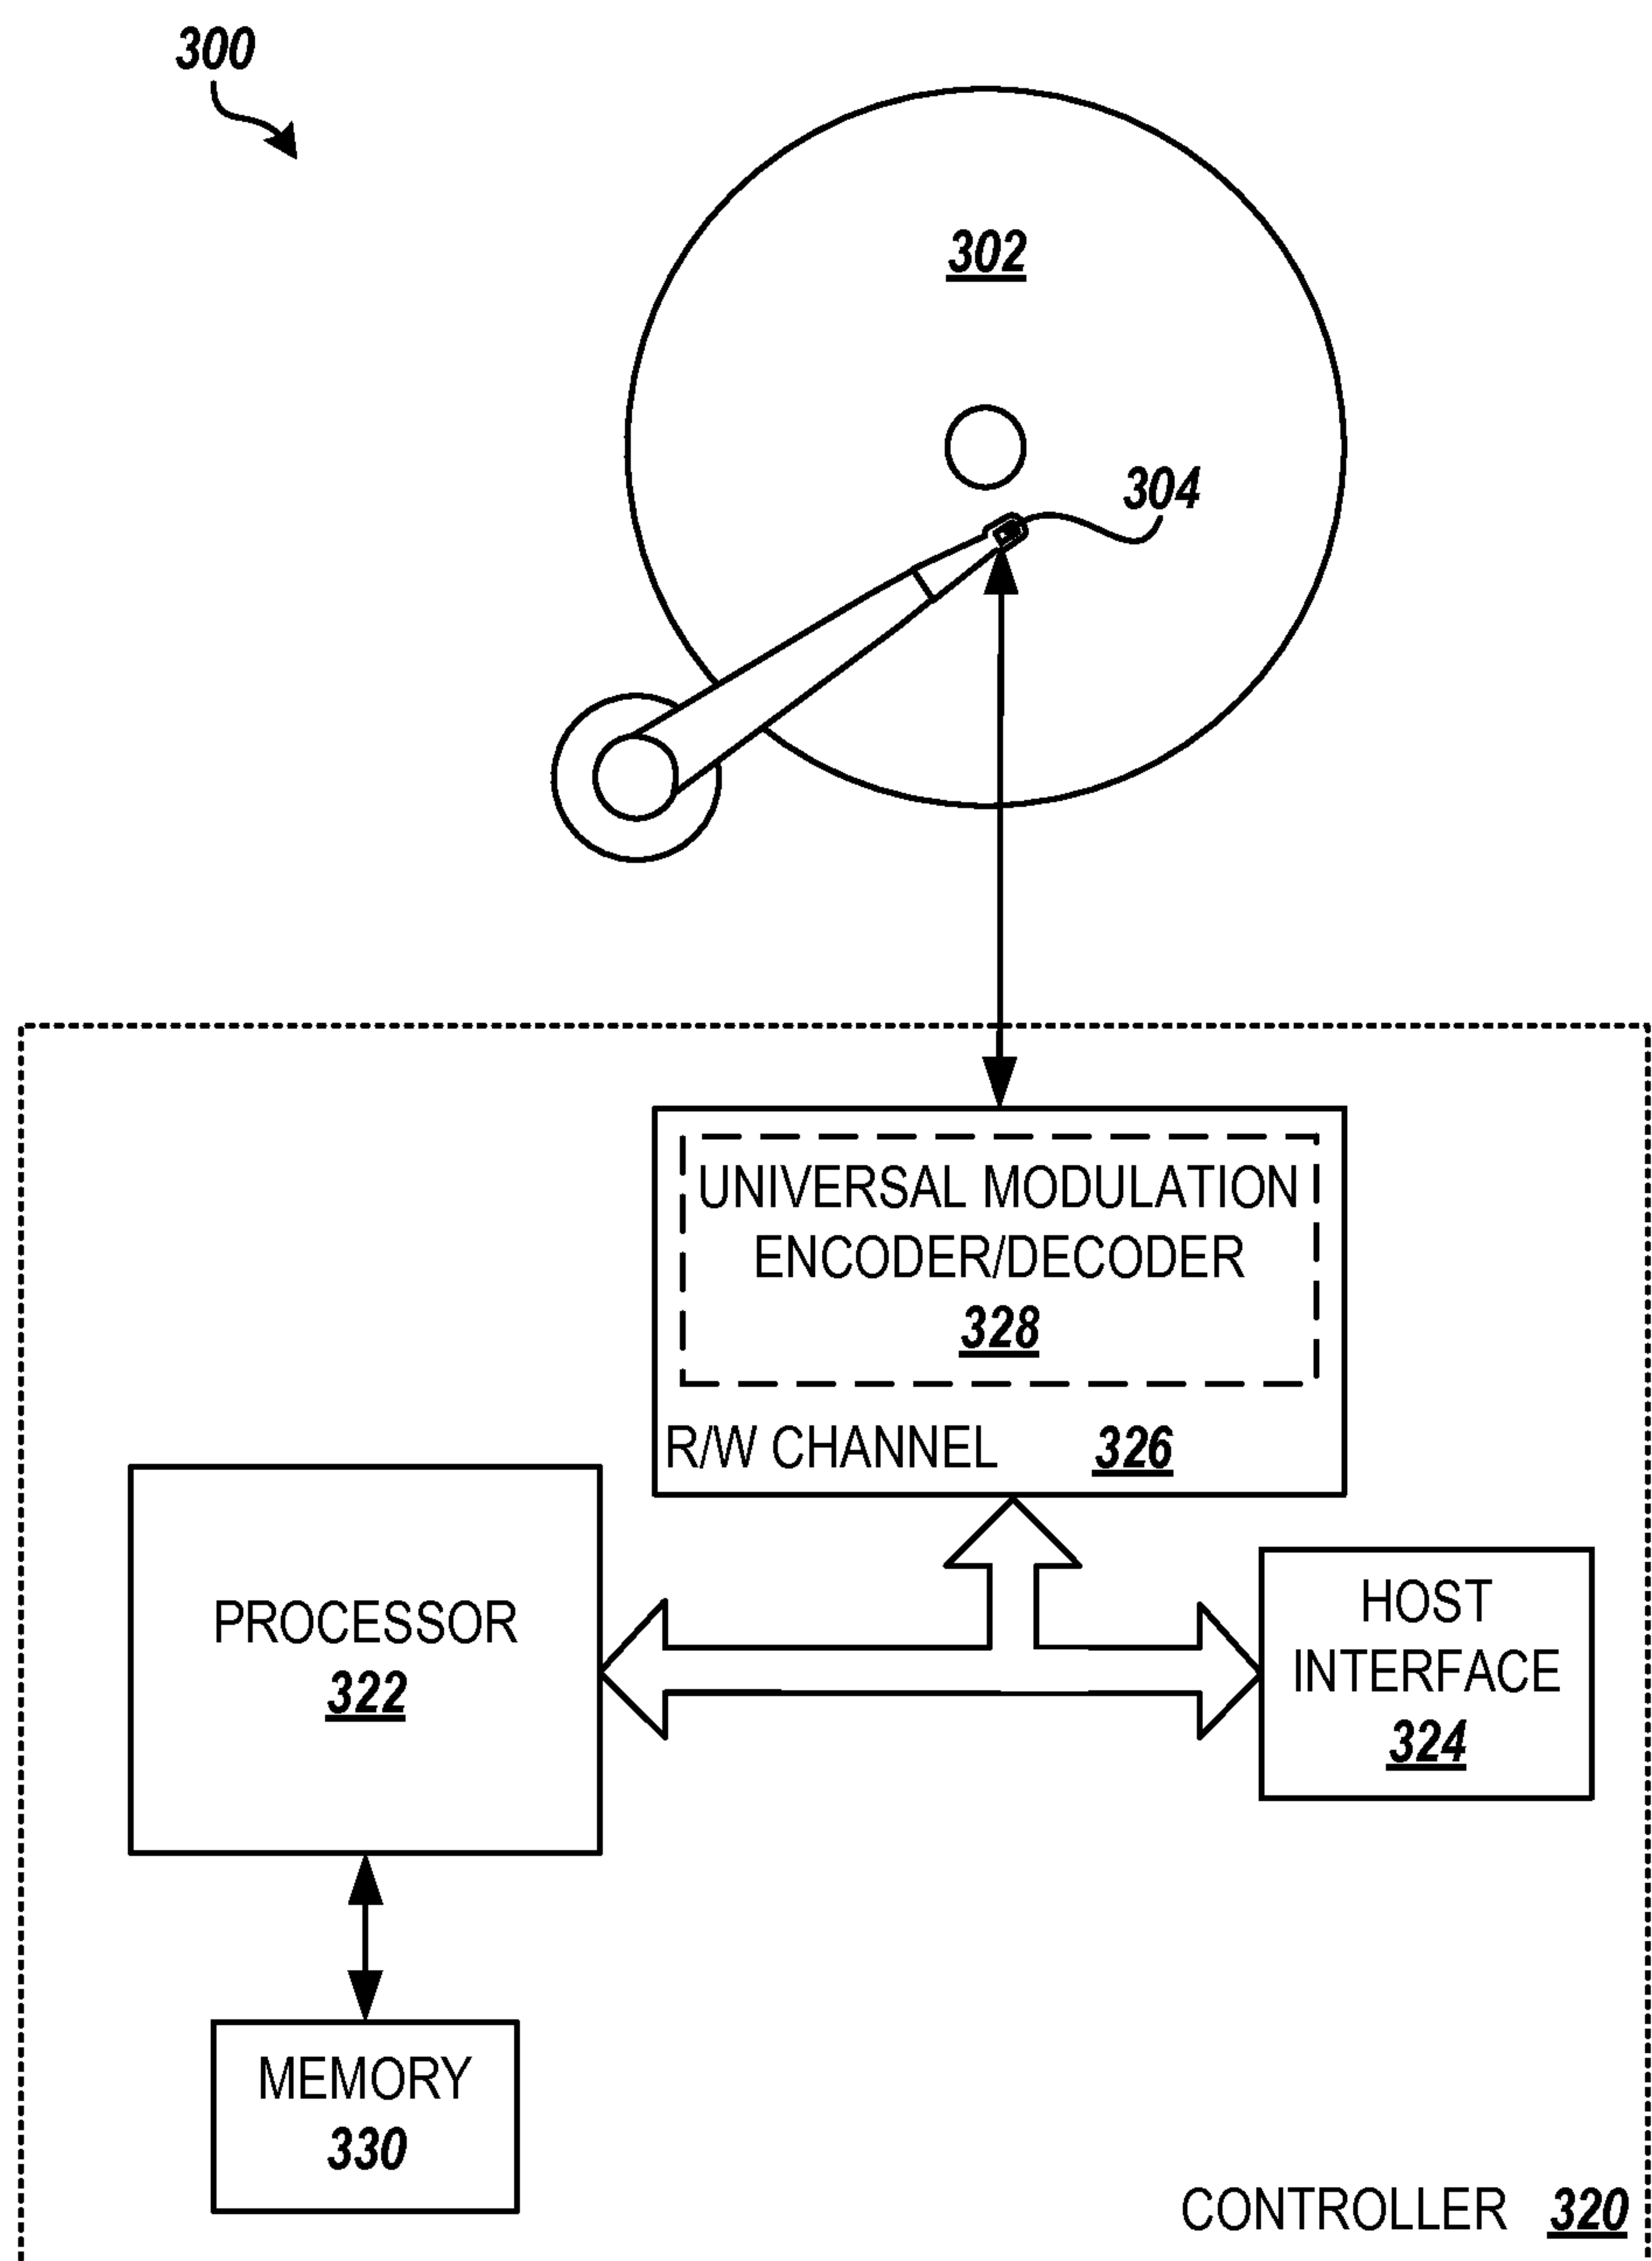 300
302
304
UNIVERSAL MODULATION
ENCODER/DECODER
328
R/W CHANNEL 326
PROCESSOR
322
HOST
INTERFACE
324
MEMORY
330
CONTROLLER 320